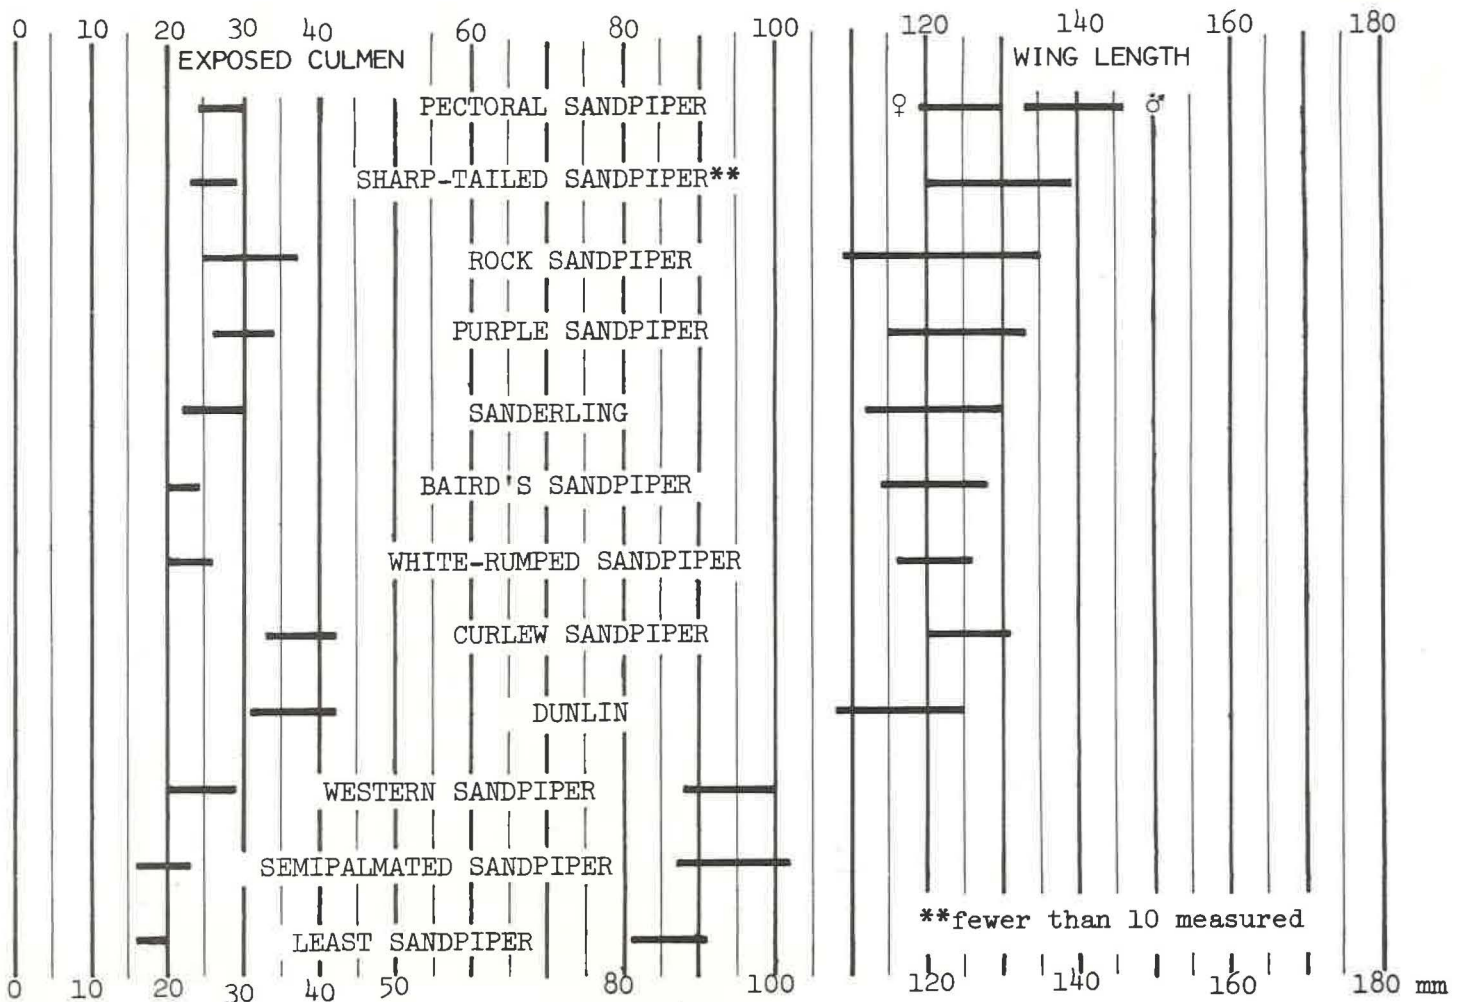 0 10 20 30 40 60 80 100 120 140 160 180
EXPOSED CULMEN WING LENGTH
PECTORAL SANDPIPER ♀ ♂
SHARP-TAILED SANDPIPER**
ROCK SANDPIPER
PURPLE SANDPIPER
SANDERLING
BAIRD'S SANDPIPER
WHITE-RUMPED SANDPIPER
CURLEW SANDPIPER
DUNLIN
WESTERN SANDPIPER
SEMIPALMATED SANDPIPER
**fewer than 10 measured
LEAST SANDPIPER
0 10 20 30 40 50 80 100 120 140 160 180 mm